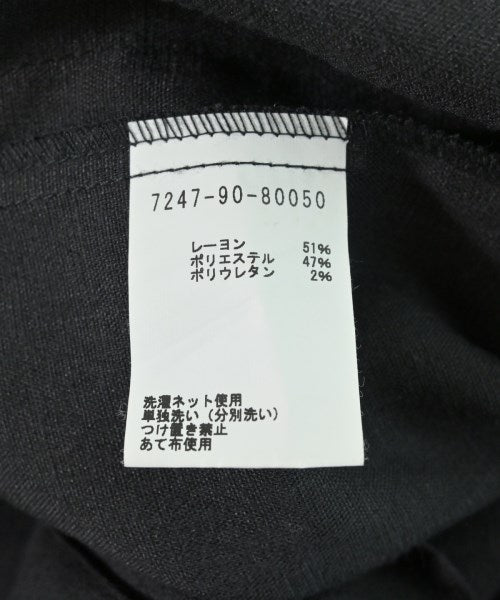 7247-90-80050
レーヨン 51%
ポリエステル 47%
ポリウレタン 2%
洗濯ネット使用
単独洗い(分別洗い)
つけ置き禁止
あて布使用